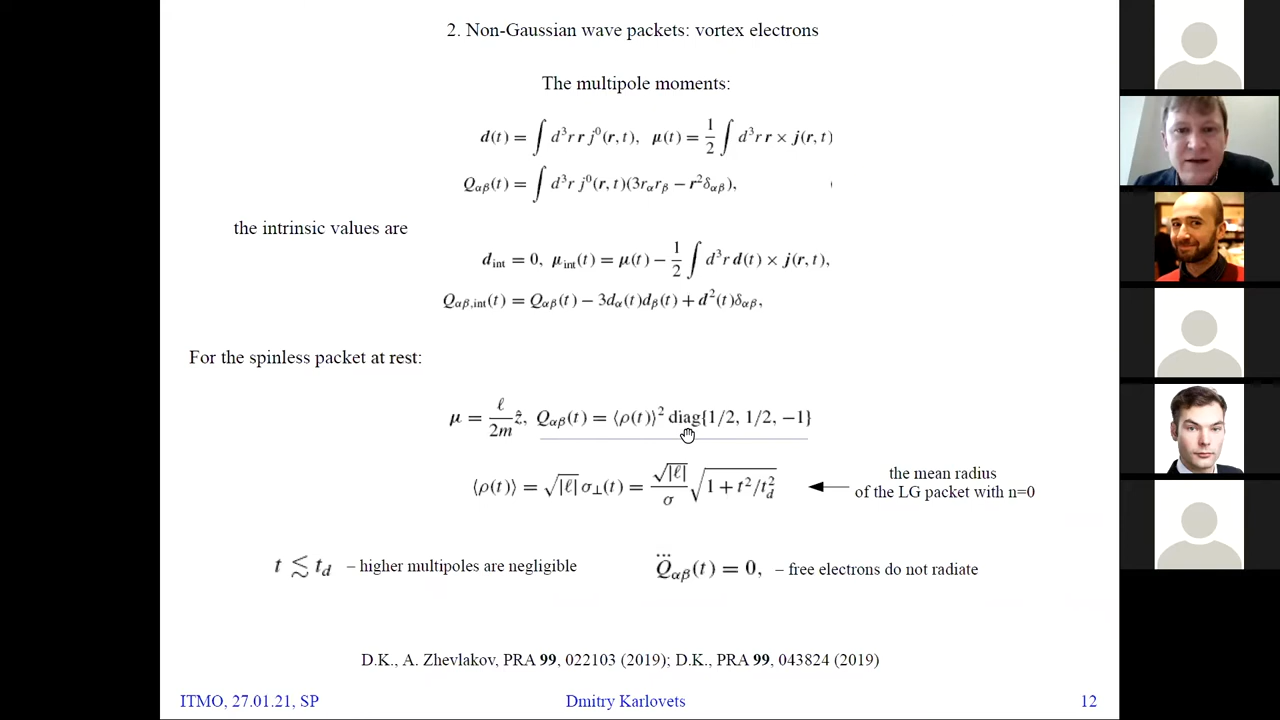 2. Non-Gaussian wave packets: vortex electrons
The multipole moments:
d(t) = ∫ d³r r j⁰(r, t), μ(t) = 1/2 ∫ d³r r × j(r, t)
Q_αβ(t) = ∫ d³r j⁰(r, t)(3r_α r_β − r²δ_αβ),
the intrinsic values are
d_int = 0, μ_int(t) = μ(t) − 1/2 ∫ d³r d(t) × j(r, t),
Q_αβ,int(t) = Q_αβ(t) − 3d_α(t)d_β(t) + d²(t)δ_αβ,
For the spinless packet at rest:
μ = ℓ/2m ẑ, Q_αβ(t) = ⟨ρ(t)⟩² diag{1/2, 1/2, −1}
⟨ρ(t)⟩ = √|ℓ| σ_⊥(t) = √|ℓ|/σ √(1 + t²/t_d²)
the mean radius
of the LG packet with n=0
t ≲ t_d – higher multipoles are negligible
Q⃛_αβ(t) = 0, – free electrons do not radiate
D.K., A. Zhevlakov, PRA 99, 022103 (2019); D.K., PRA 99, 043824 (2019)
ITMO, 27.01.21, SP
Dmitry Karlovets
12